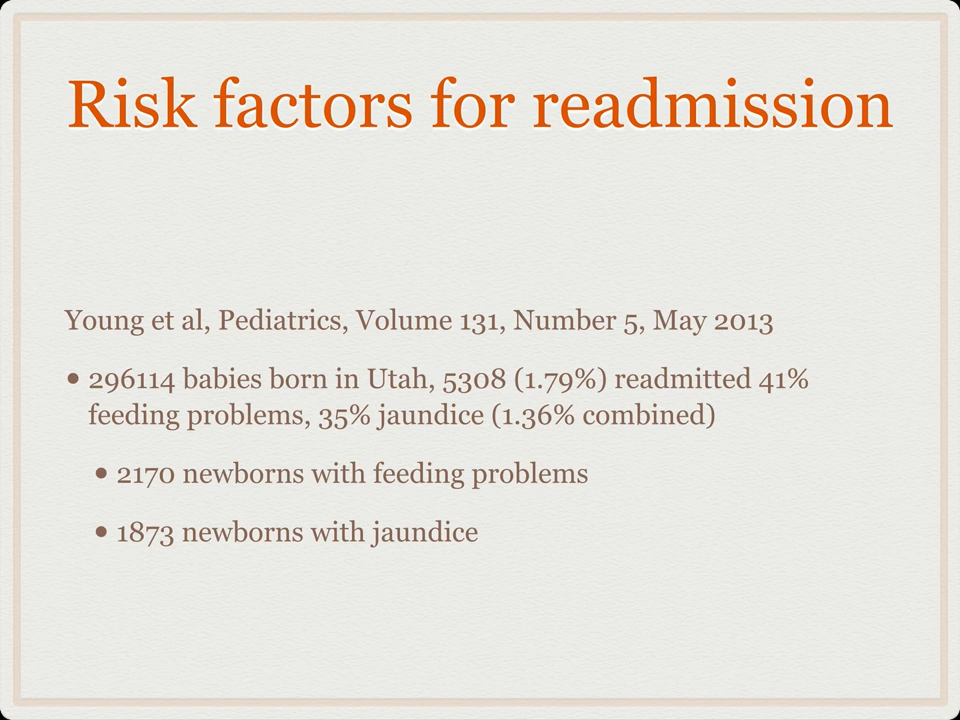 Risk factors for readmission
Young et al, Pediatrics, Volume 131, Number 5, May 2013
• 296114 babies born in Utah, 5308 (1.79%) readmitted 41%
feeding problems, 35% jaundice (1.36% combined)
• 2170 newborns with feeding problems
• 1873 newborns with jaundice